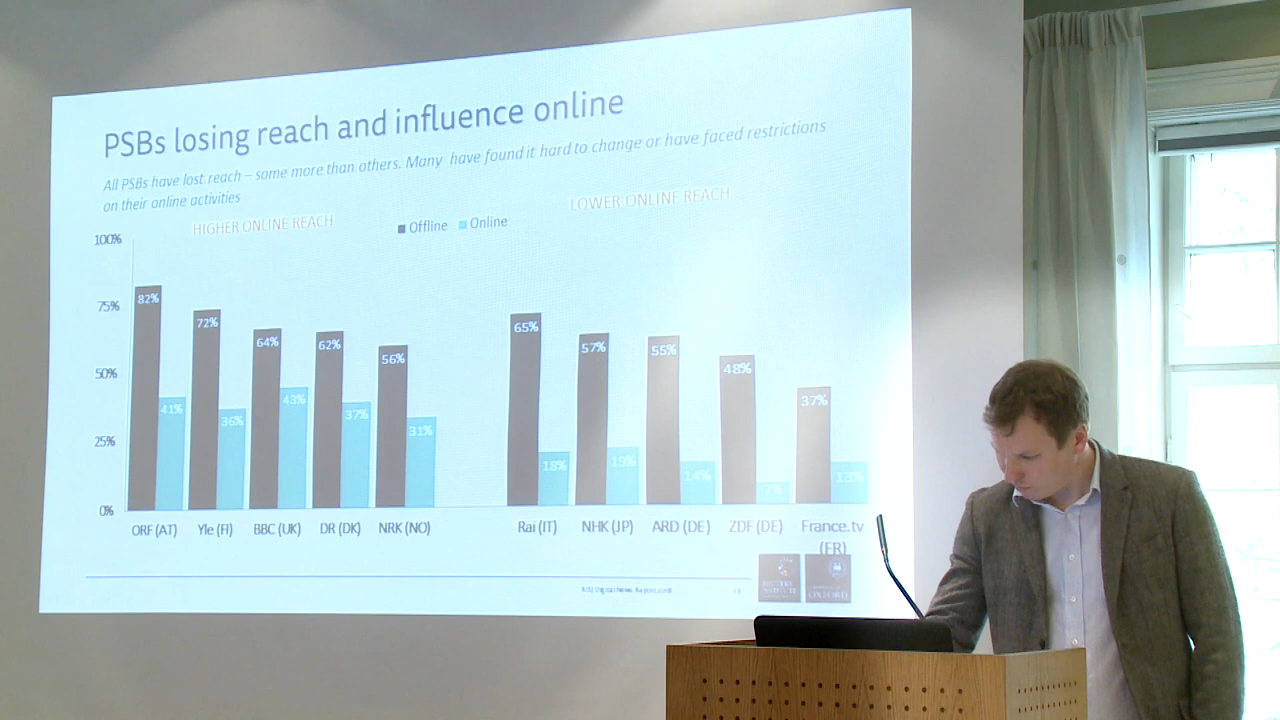 PSBs losing reach and influence online
All PSBs have lost reach – some more than others. Many have found it hard to change or have faced restrictions
on their online activities
HIGHER ONLINE REACH
Offline
Online
LOWER ONLINE REACH
100%
75%
50%
25%
0%
82%
41%
72%
36%
64%
43%
62%
37%
56%
31%
65%
18%
57%
19%
55%
14%
48%
7%
37%
13%
ORF (AT)
Yle (FI)
BBC (UK)
DR (DK)
NRK (NO)
Rai (IT)
NHK (JP)
ARD (DE)
ZDF (DE)
France.tv
(FR)
OXFORD